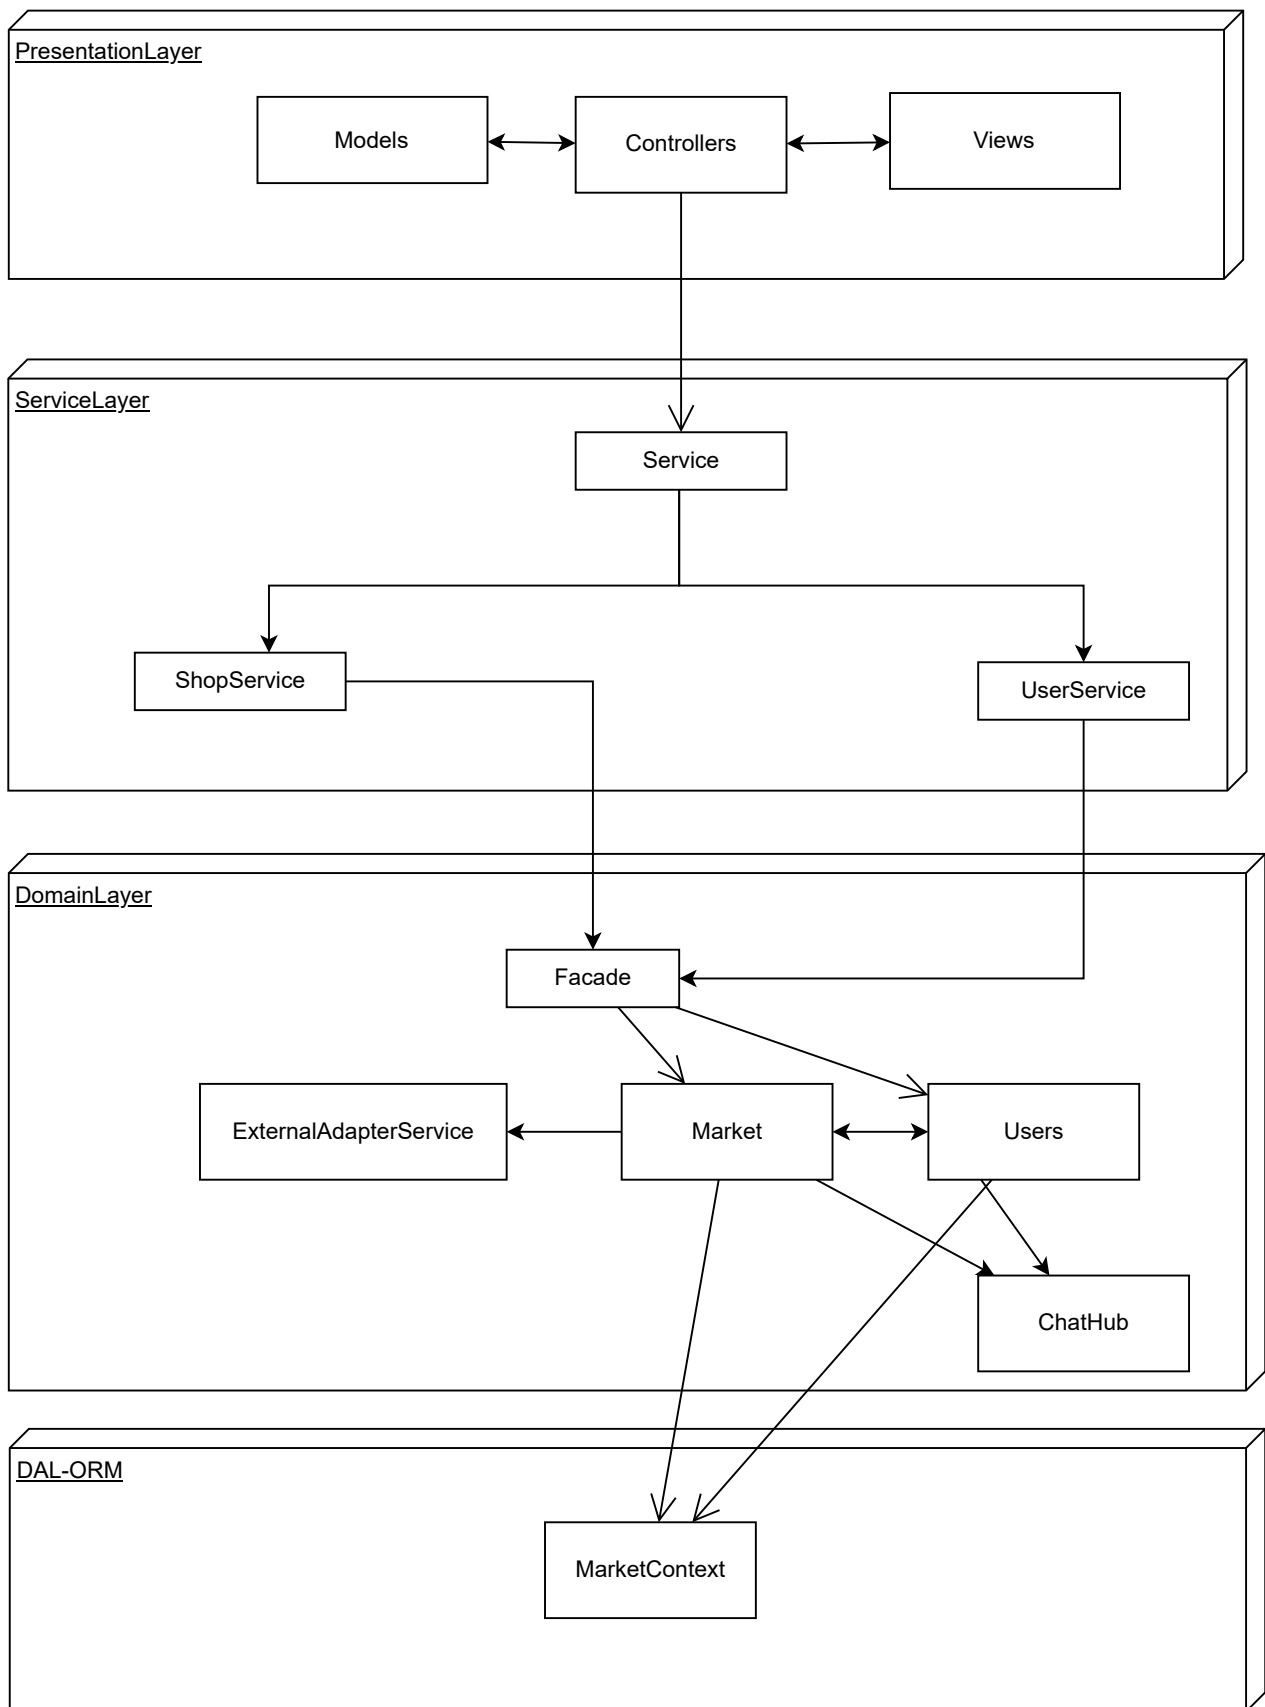 PresentationLayer
Models
Controllers
Views
ServiceLayer
Service
ShopService
UserService
DomainLayer
Facade
ExternalAdapterService
Market
Users
ChatHub
DAL-ORM
MarketContext